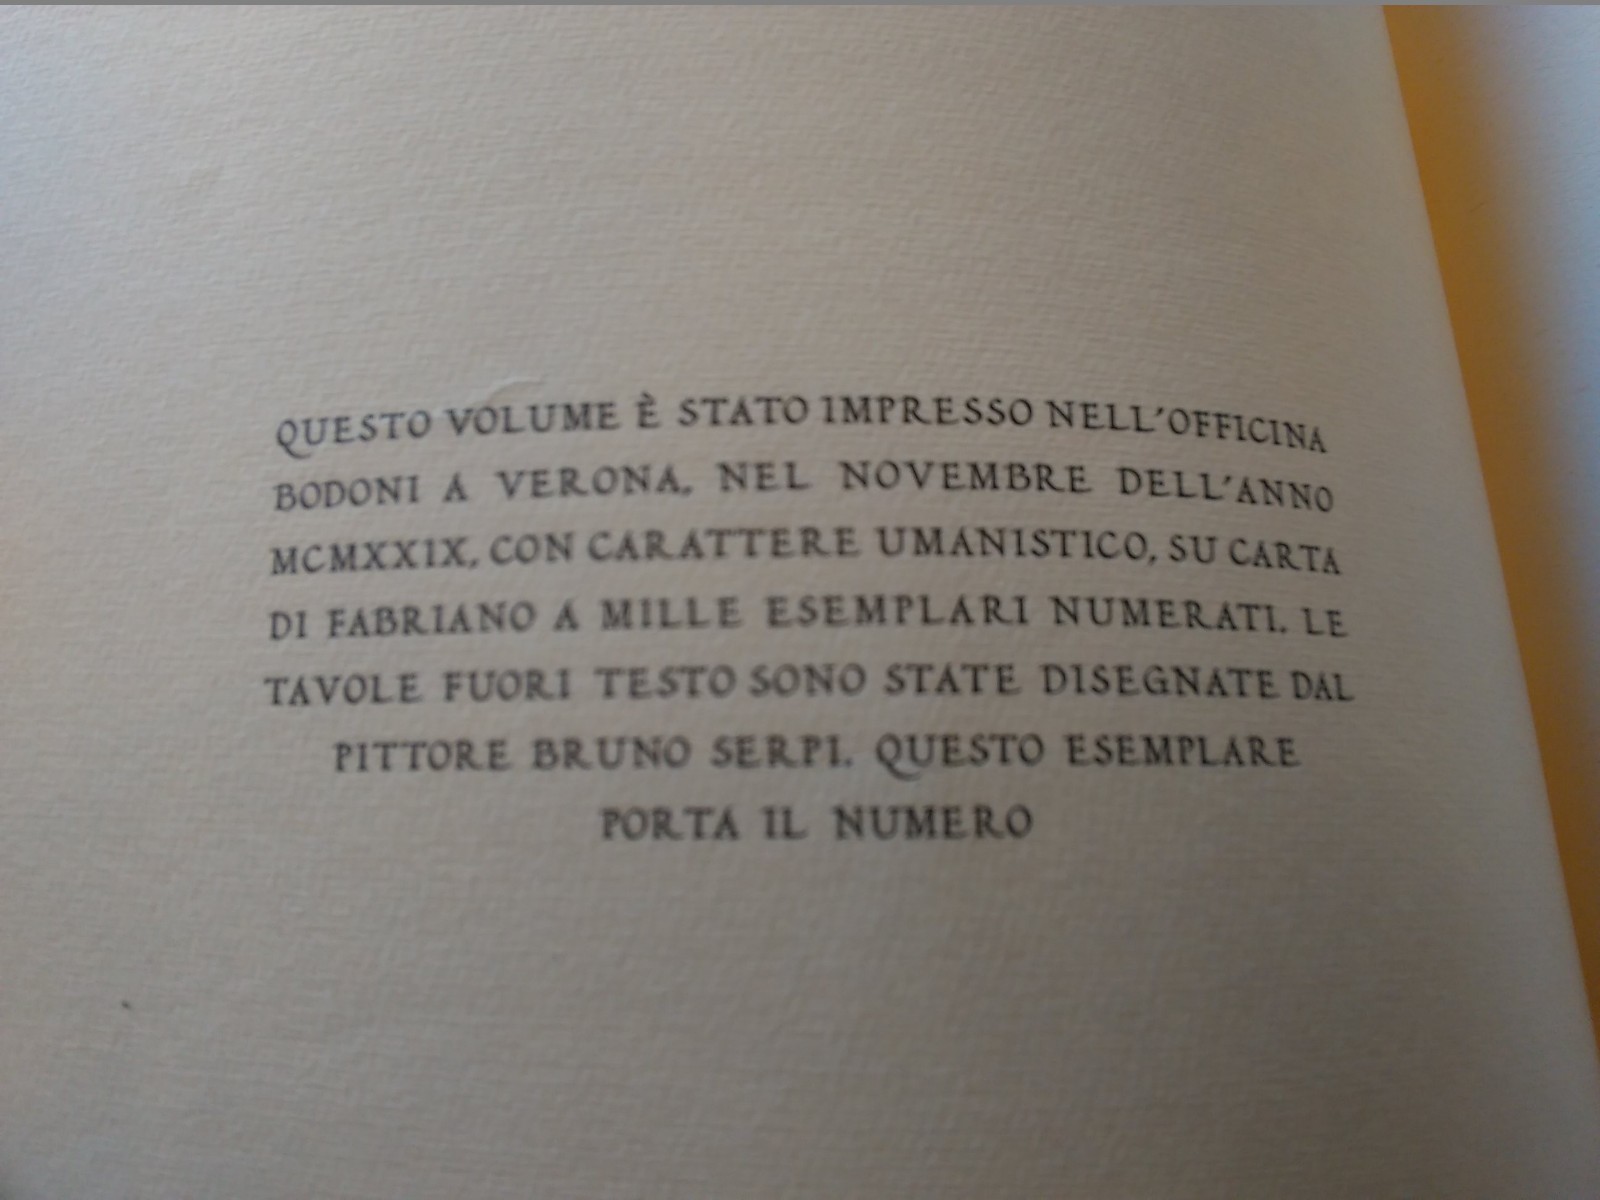 QUESTO VOLUME È STATO IMPRESSO NELL'OFFICINA
BODONI A VERONA, NEL NOVEMBRE DELL'ANNO
MCMXXIX, CON CARATTERE UMANISTICO, SU CARTA
DI FABRIANO A MILLE ESEMPLARI NUMERATI. LE
TAVOLE FUORI TESTO SONO STATE DISEGNATE DAL
PITTORE BRUNO SERPI. QUESTO ESEMPLARE
PORTA IL NUMERO